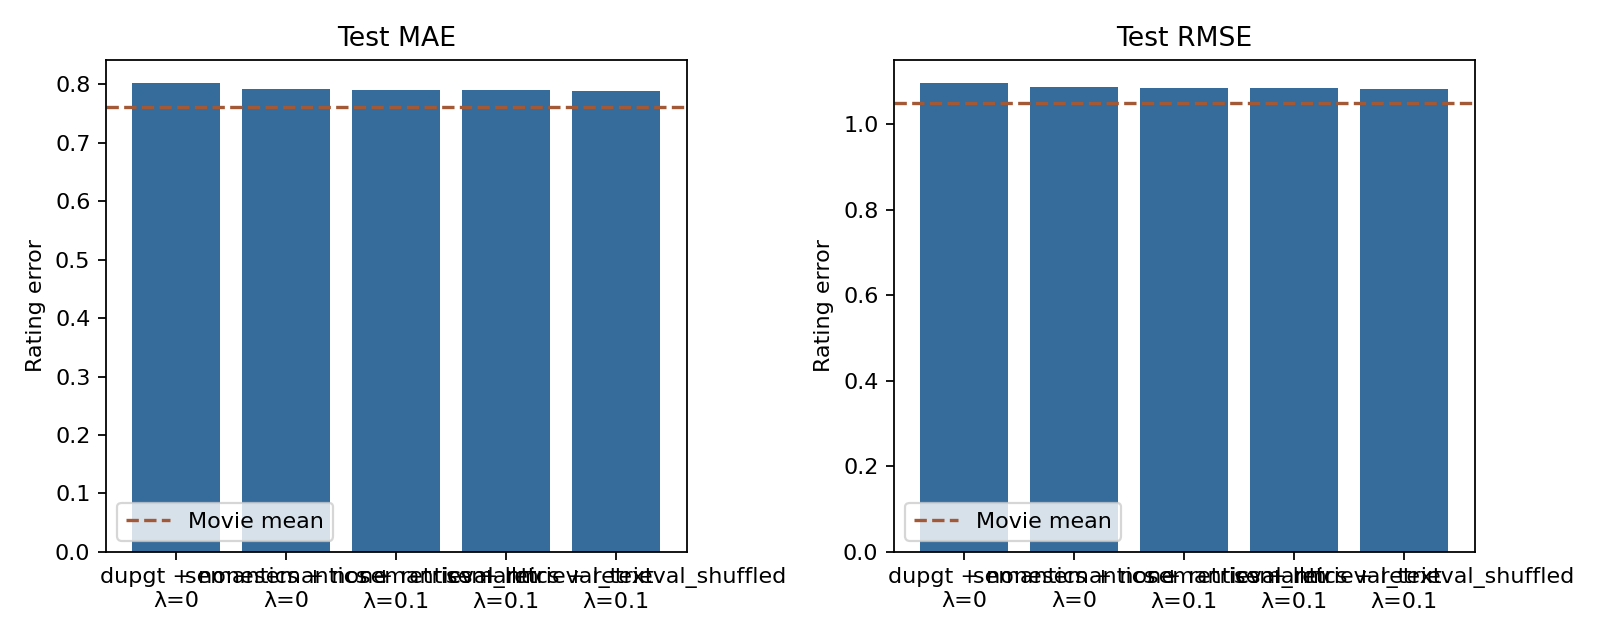 Test MAE
Rating error
0.8
0.7
0.6
0.5
0.4
0.3
0.2
0.1
0.0
Movie mean
dupgt +
λ=0
λ=0
λ=0.1
λ=0.1
λ=0.1
Test RMSE
Rating error
1.0
0.8
0.6
0.4
0.2
0.0
Movie mean
dupgt +
λ=0
λ=0
λ=0.1
λ=0.1
λ=0.1